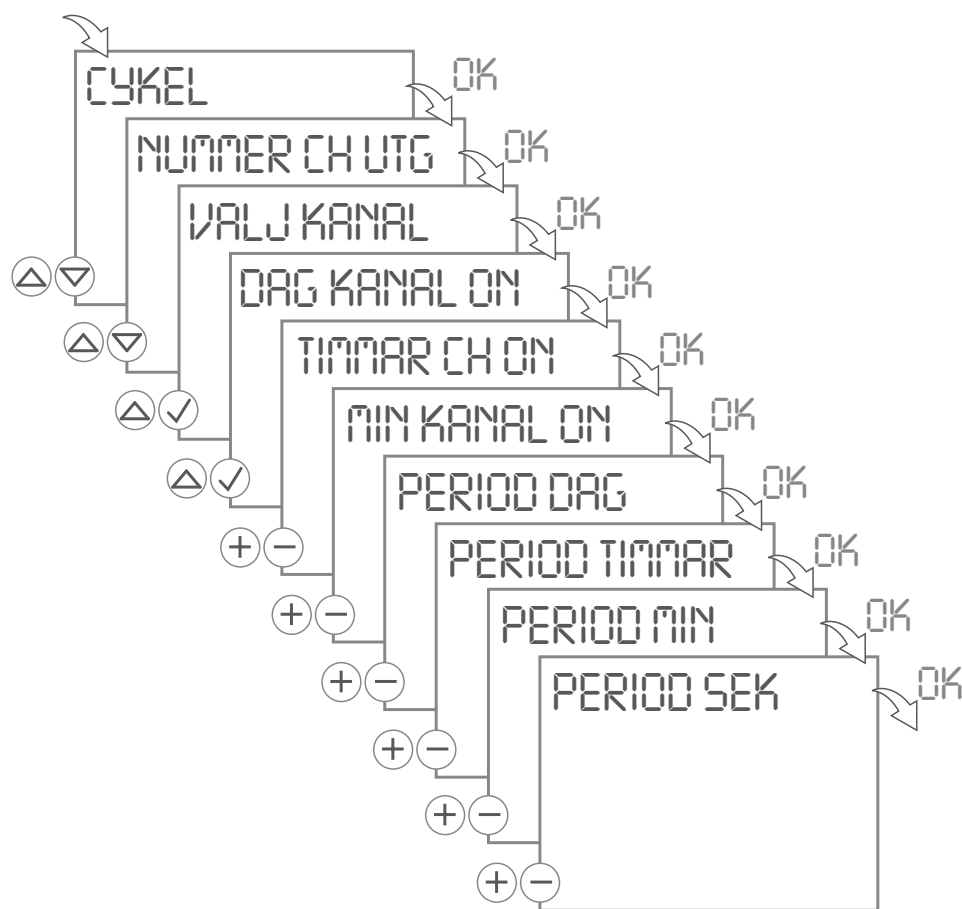 CYKEL
OK
NUMMER CH UTG
OK
VALJ KANAL
OK
DAG KANAL ON
OK
TIMMAR CH ON
OK
MIN KANAL ON
OK
PERIOD DAG
OK
PERIOD TIMMAR
OK
PERIOD MIN
OK
PERIOD SEK
OK